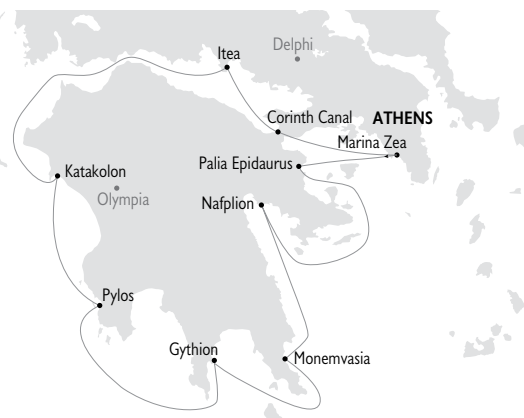 Delphi
Itea
Corinth Canal
ATHENS
Marina Zea
Palia Epidaurus
Katakolon
Olympia
Nafplion
Pylos
Gythion
Monemvasia